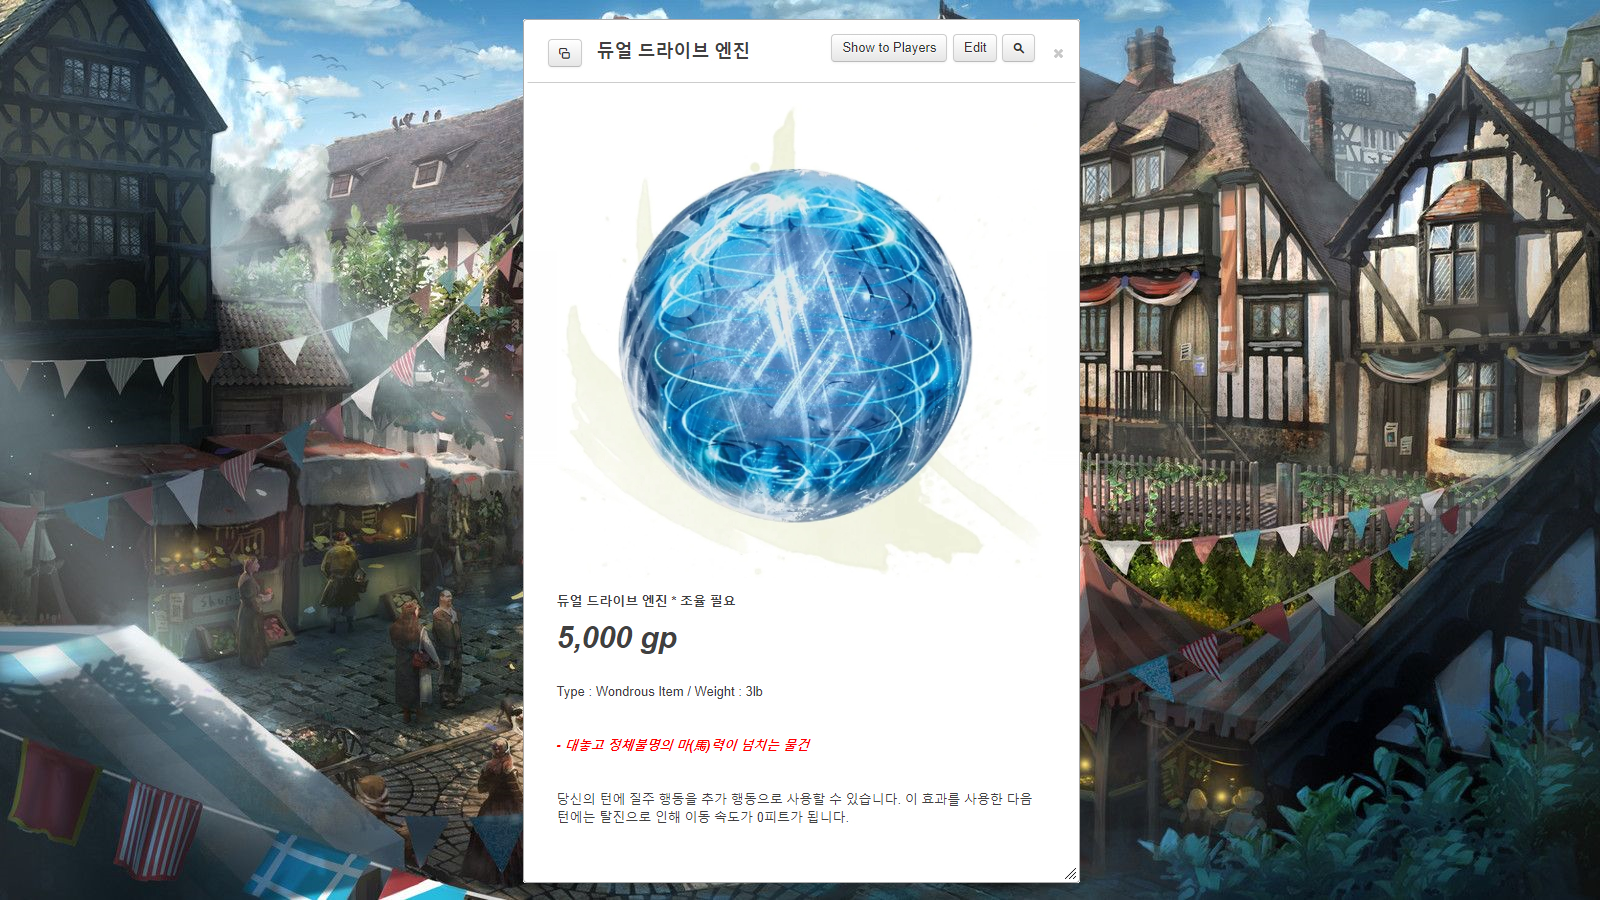 듀얼 드라이브 엔진
Show to Players
Edit
듀얼 드라이브 엔진 * 조율 필요
5,000 gp
Type : Wondrous Item / Weight : 3lb
- 대놓고 정체불명의 마(馬)력이 넘치는 물건
당신의 턴에 질주 행동을 추가 행동으로 사용할 수 있습니다. 이 효과를 사용한 다음
턴에는 탈진으로 인해 이동 속도가 0피트가 됩니다.